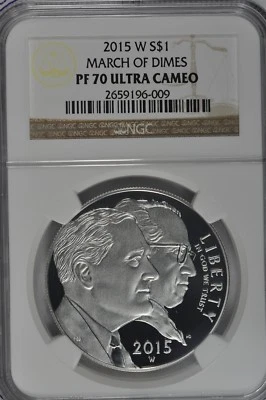 2015 W S$1
MARCH OF DIMES
PF 70 ULTRA CAMEO
2659196-009
NGC
LIBERTY
IN GOD WE TRUST
P
2015
W